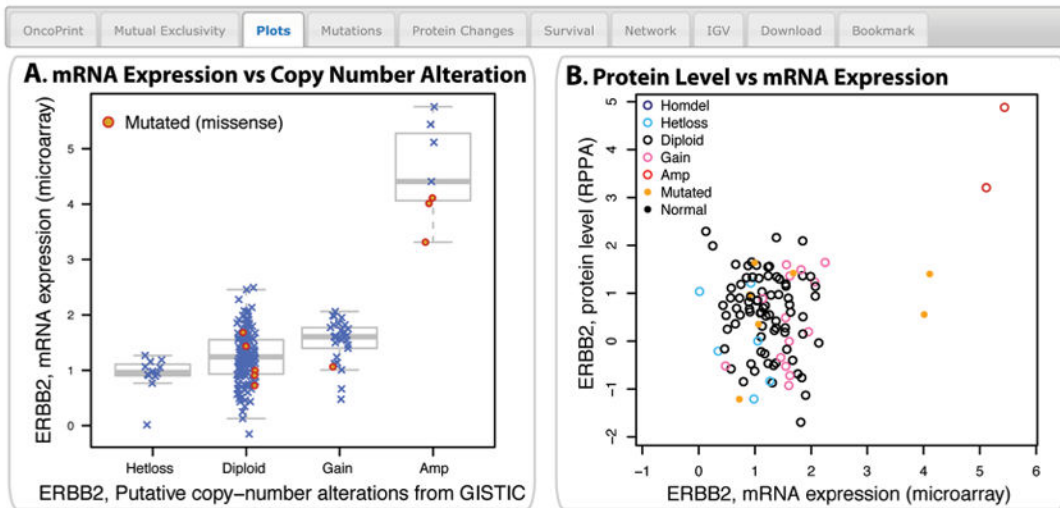 OncoPrint
Mutual Exclusivity
Plots
Mutations
Protein Changes
Survival
Network
IGV
Download
Bookmark
A. mRNA Expression vs Copy Number Alteration
Mutated (missense)
ERBB2, mRNA expression (microarray)
5
4
3
2
1
0
Hetloss
Diploid
Gain
Amp
ERBB2, Putative copy-number alterations from GISTIC
B. Protein Level vs mRNA Expression
Homdel
Hetloss
Diploid
Gain
Amp
Mutated
Normal
ERBB2, protein level (RPPA)
5
4
3
2
1
0
-1
-2
-1
0
1
2
3
4
5
6
ERBB2, mRNA expression (microarray)